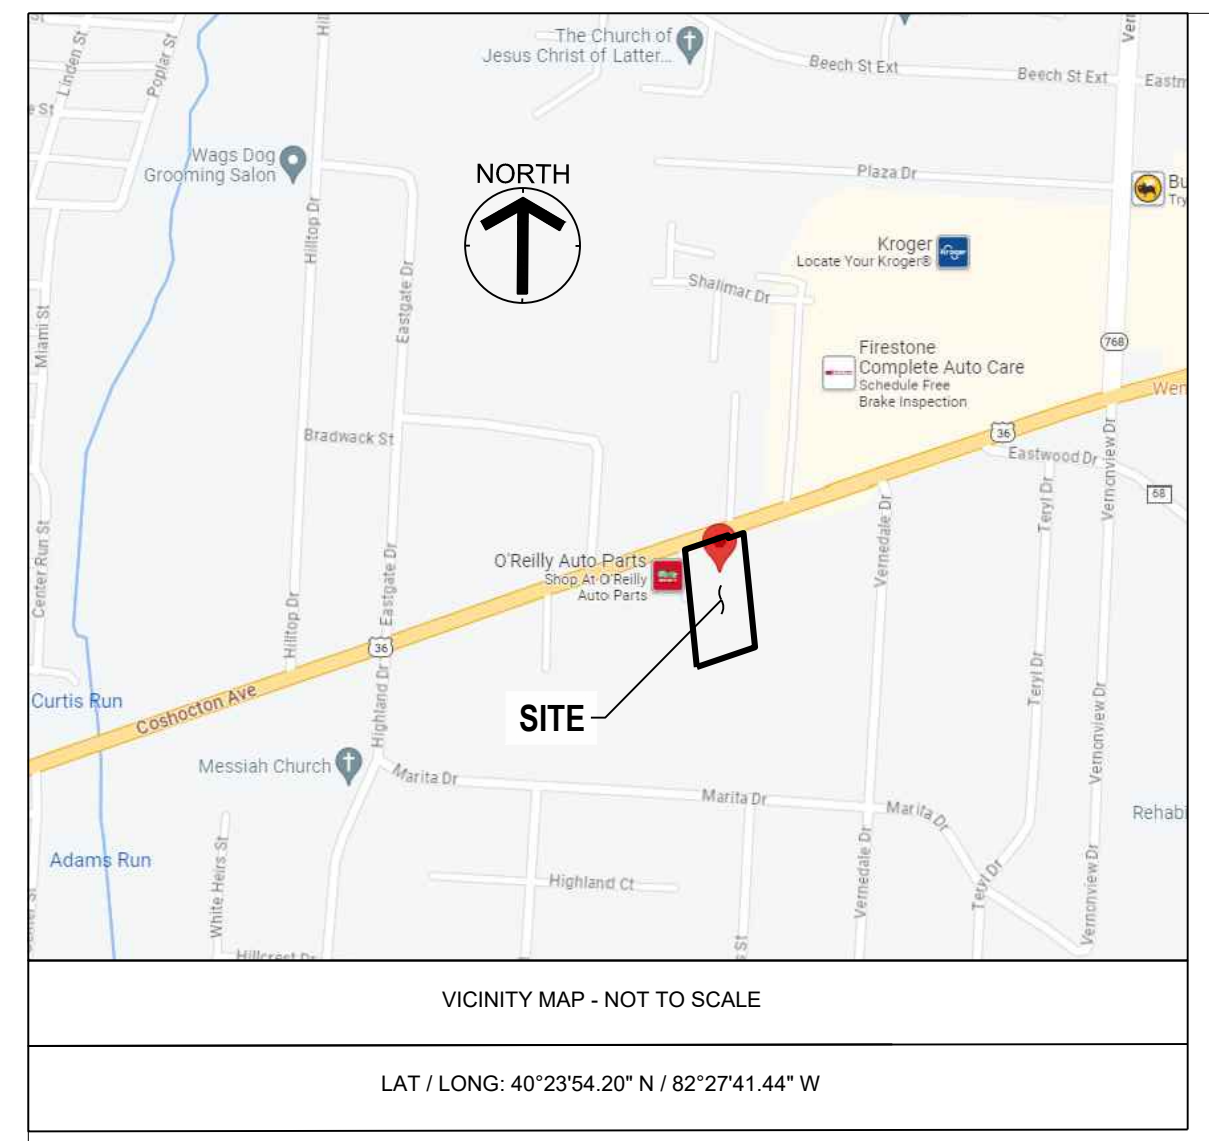 Linden St
Poplar St
The Church of
Jesus Christ of Latter...
Beech St Ext
Beech St Ext
Wags Dog
Grooming Salon
NORTH
Plaza Dr
Hilltop Dr
Kroger
Locate Your Kroger®
Kroger
Eastgate Dr
Shalimar Dr
Miami St
768
Firestone
Complete Auto Care
Schedule Free
Brake Inspection
Bradwack St
36
Eastwood Dr
Vernonview Dr
68
Teryl Dr
Vernedale Dr
Center Run St
O'Reilly Auto Parts
Shop At O'Reilly
Auto Parts
Eastgate Dr
Hilltop Dr
36
Curtis Run
Coshocton Ave
Highland Dr
SITE
Teryl Dr
Vernonview Dr
Messiah Church
Marita Dr
Marita Dr
Marita Dr
Rehabi
Adams Run
White Heirs St
Highland Ct
Vernedale Dr
Teryl Dr
Vernonview Dr
Hillcrest Dr
VICINITY MAP - NOT TO SCALE
LAT / LONG: 40°23'54.20" N / 82°27'41.44" W